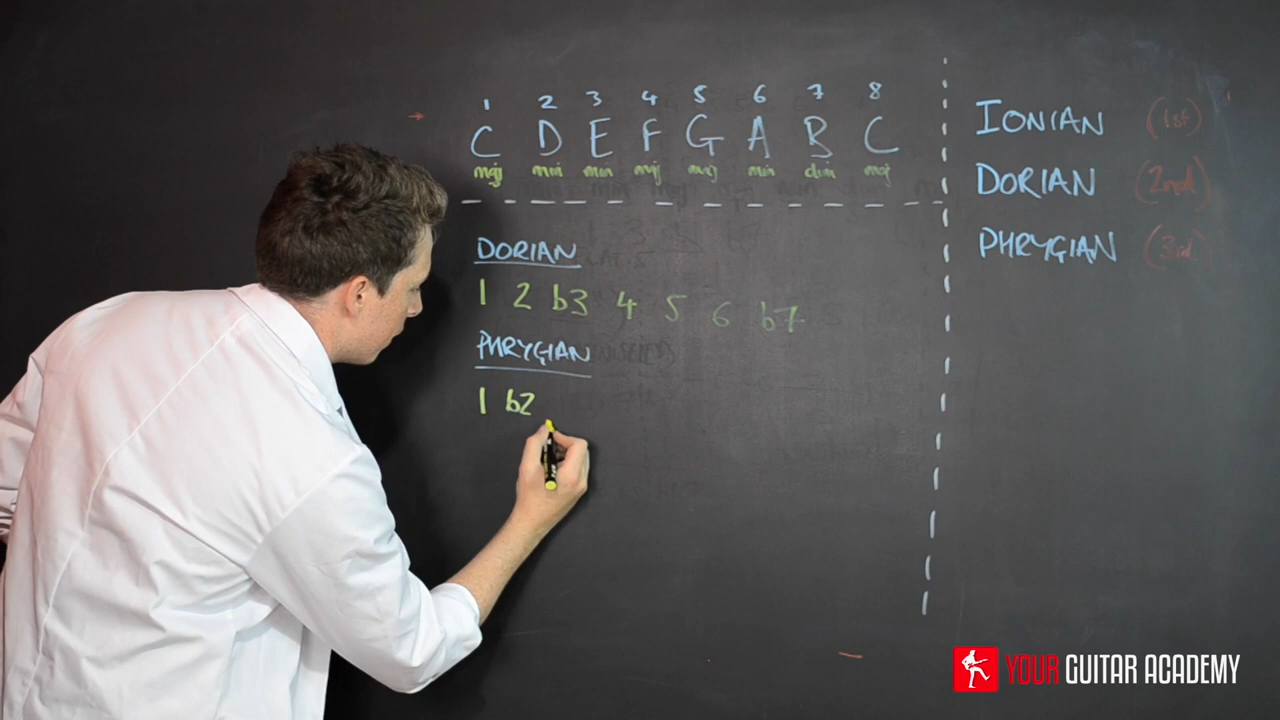 1 2 3 4 5 6 7 8
C D E F G A B C
maj min min maj maj min dim maj
DORIAN
1 2 b3 4 5 6 b7
PHRYGIAN
1 b2
IONIAN (1st)
DORIAN (2nd)
PHRYGIAN (3rd)
YOUR GUITAR ACADEMY